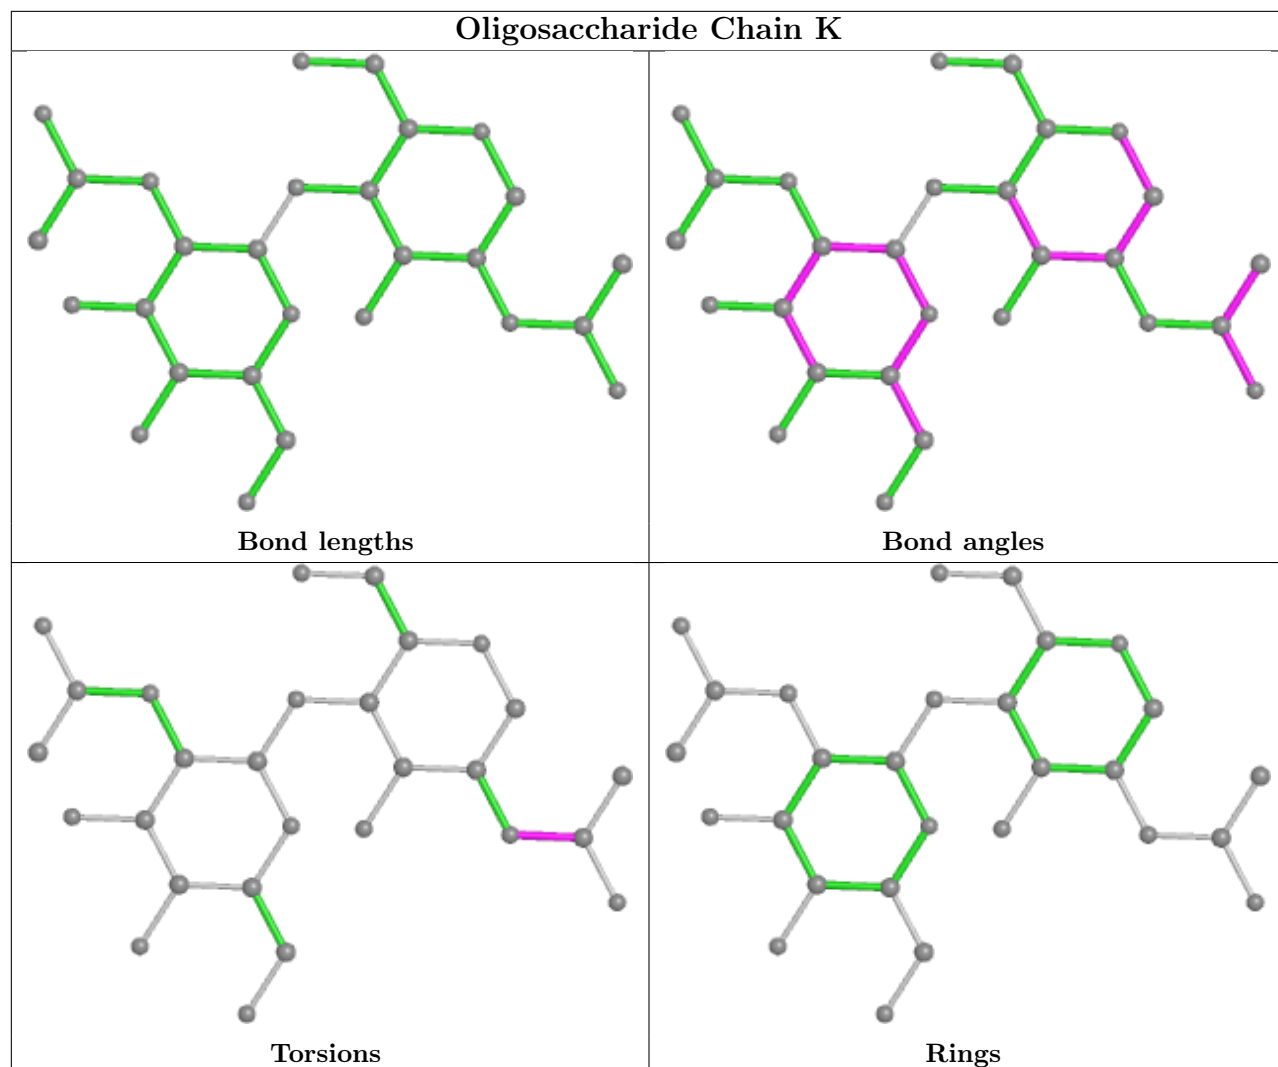 Oligosaccharide Chain K
Bond lengths
Bond angles
Torsions
Rings